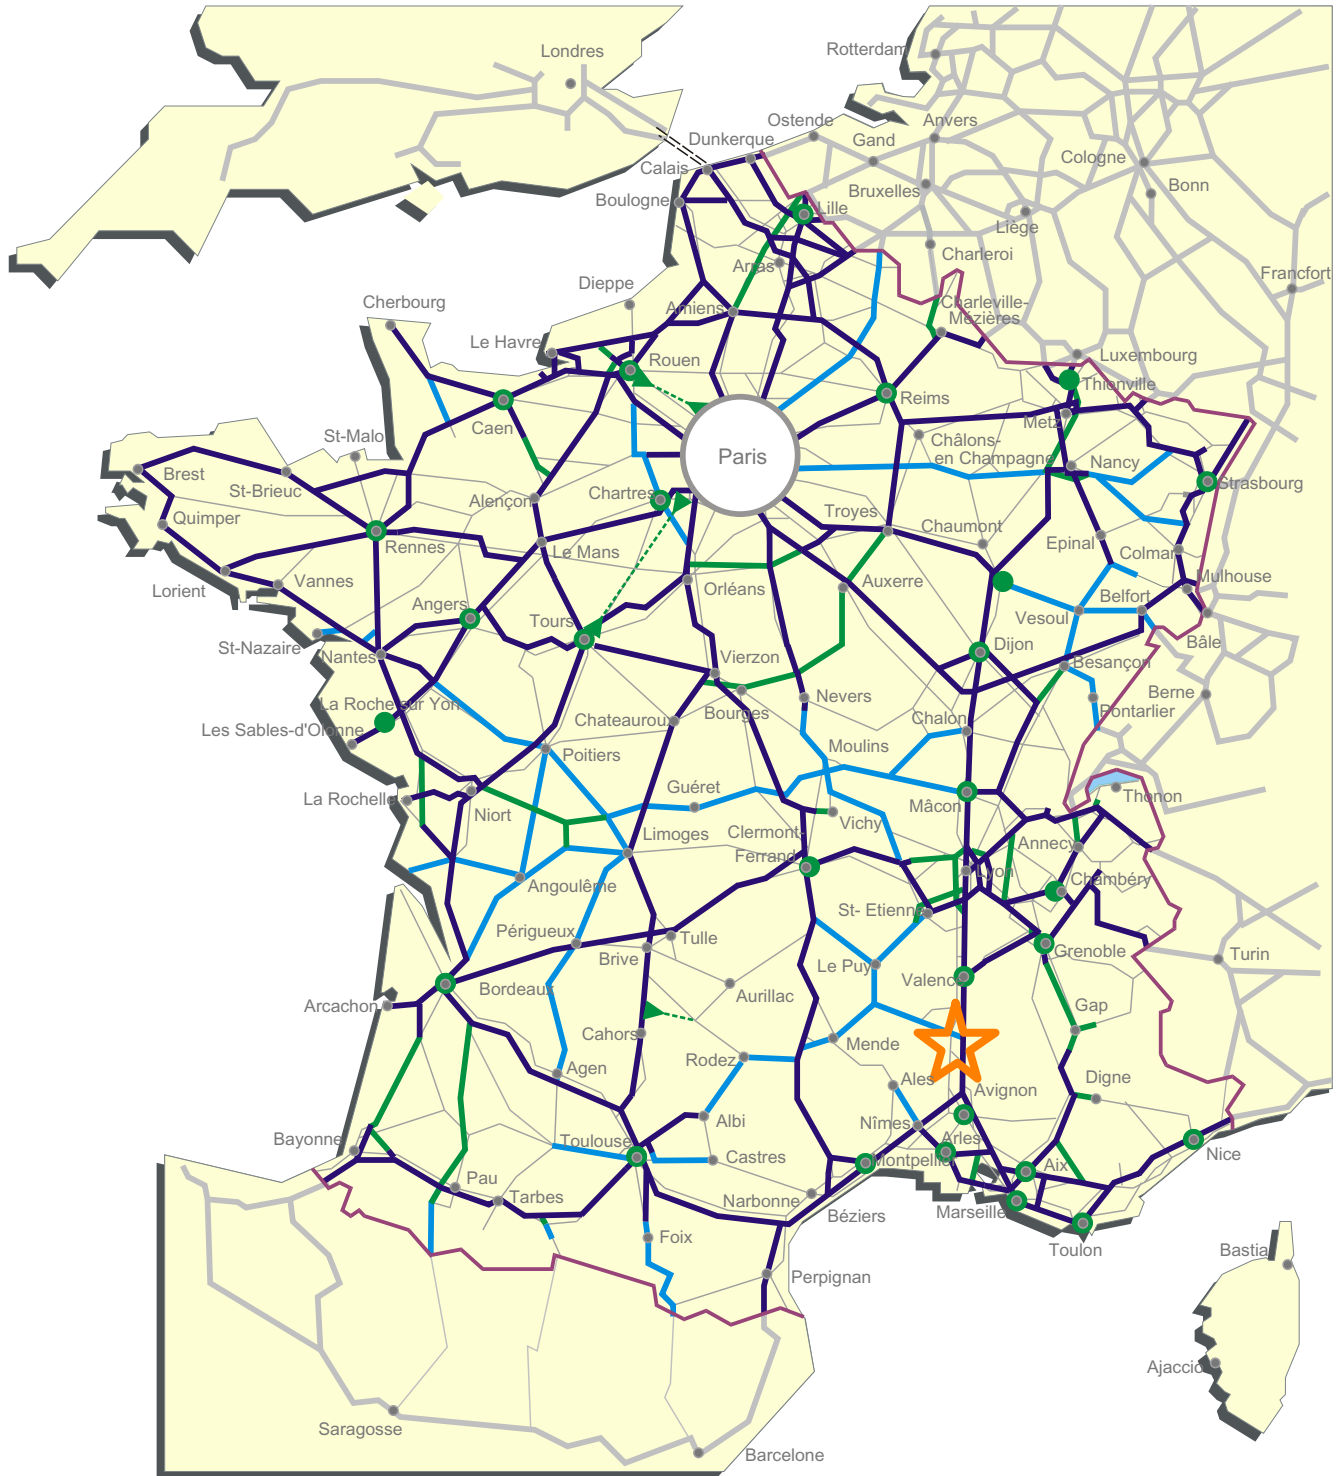 Londres
Rotterdam
Ostende
Anvers
Dunkerque
Gand
Cologne
Calais
Bonn
Bruxelles
Boulogne
Lille
Liège
Charleroi
Arras
Francfort
Dieppe
Cherbourg
Charleville-
Mézières
Amiens
Le Havre
Rouen
Luxembourg
Thionville
Reims
Metz
Caen
St-Malo
Châlons-
en Champagne
Paris
Nancy
Brest
St-Brieuc
Strasbourg
Chartres
Alençon
Troyes
Quimper
Chaumont
Epinal
Rennes
Le Mans
Colmar
Lorient
Vannes
Orléans
Auxerre
Mulhouse
Belfort
Angers
Vesoul
Tours
St-Nazaire
Nantes
Dijon
Bâle
Vierzon
Besançon
Nevers
Berne
La Roche sur Yon
Bourges
Pontarlier
Les Sables-d'Olonne
Chateauroux
Chalon
Moulins
Poitiers
Guéret
Thonon
La Rochelle
Mâcon
Niort
Vichy
Limoges
Clermont-
Ferrand
Annecy
Lyon
Chambéry
Angoulême
St- Etienne
Périgueux
Tulle
Brive
Grenoble
Turin
Le Puy
Valence
Bordeaux
Aurillac
Arcachon
Gap
Cahors
Mende
Rodez
Agen
Ales
Digne
Avignon
Albi
Nîmes
Bayonne
Toulouse
Arles
Nice
Castres
Montpellier
Aix
Pau
Tarbes
Narbonne
Béziers
Marseille
Foix
Toulon
Bastia
Perpignan
Ajaccio
Saragosse
Barcelone